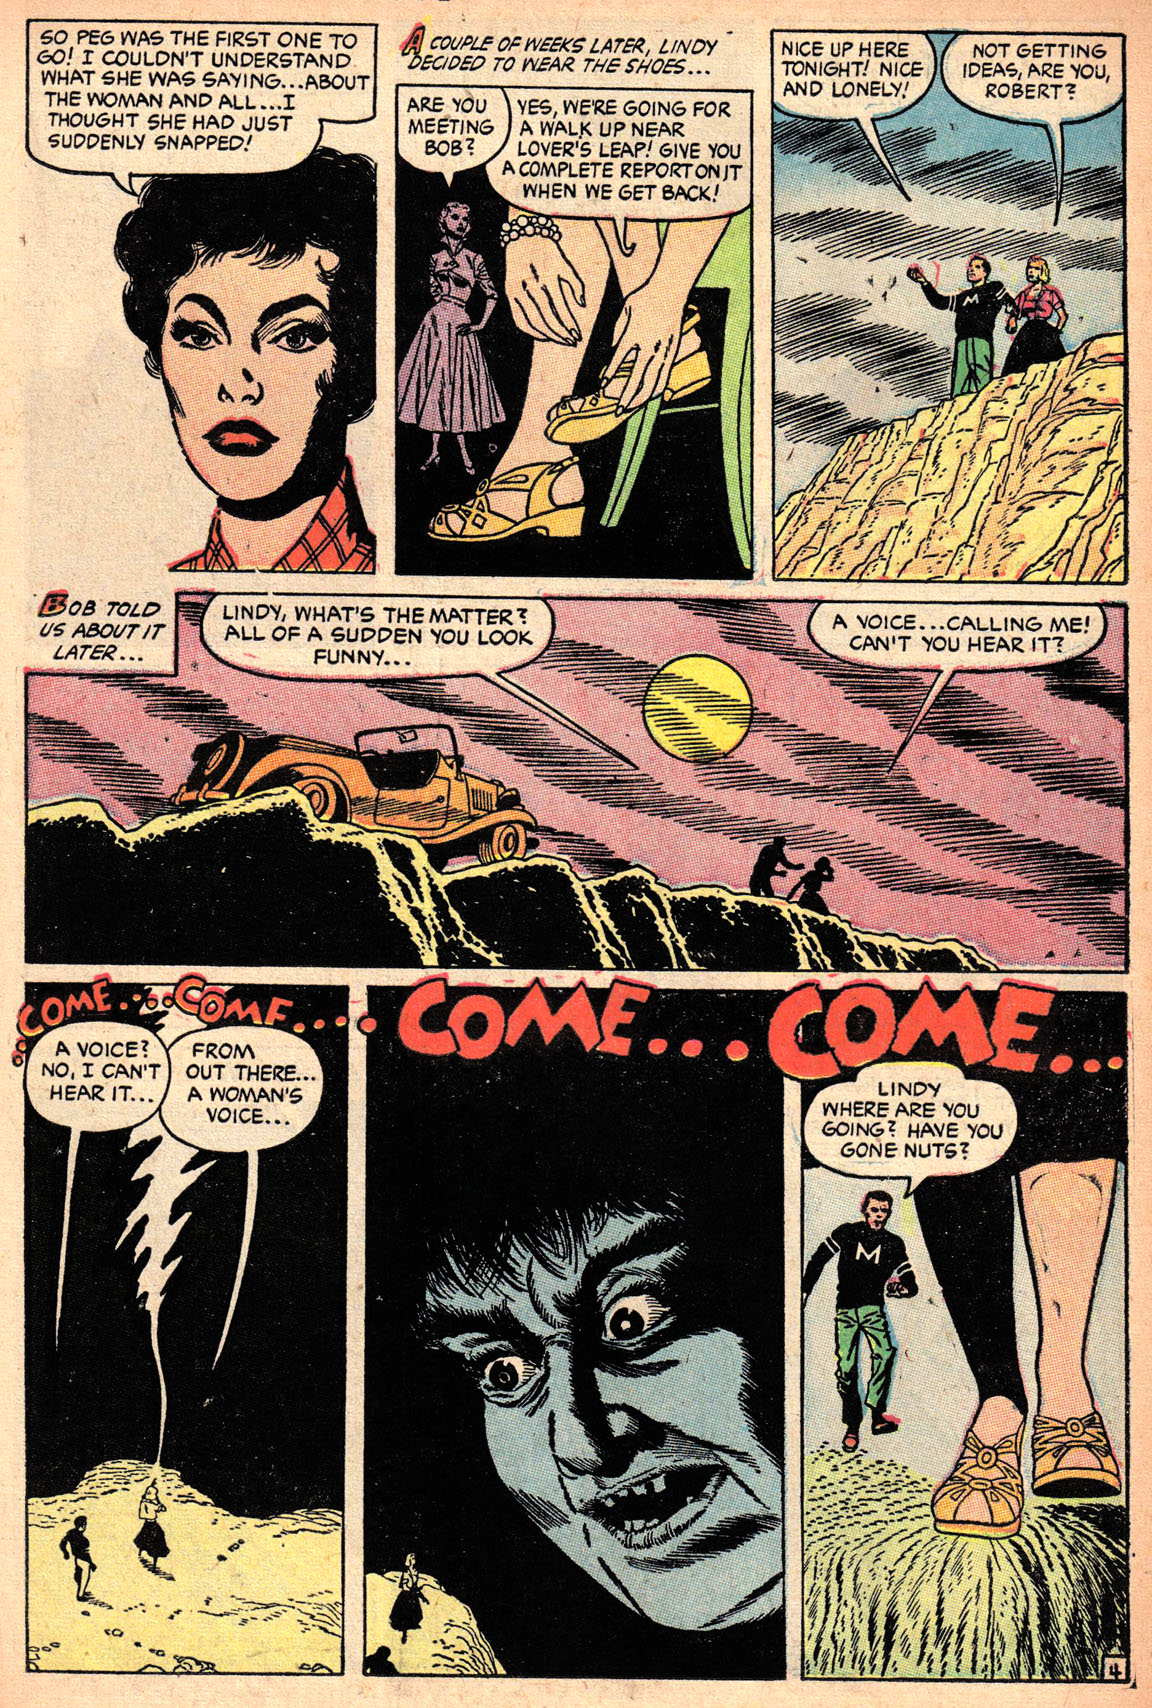 SO PEG WAS THE FIRST ONE TO
GO! I COULDN'T UNDERSTAND
WHAT SHE WAS SAYING...ABOUT
THE WOMAN AND ALL...I
THOUGHT SHE HAD JUST
SUDDENLY SNAPPED!
A COUPLE OF WEEKS LATER, LINDY
DECIDED TO WEAR THE SHOES...
ARE YOU
MEETING
BOB?
YES, WE'RE GOING FOR
A WALK UP NEAR
LOVER'S LEAP! GIVE YOU
A COMPLETE REPORT ON IT
WHEN WE GET BACK!
NICE UP HERE
TONIGHT! NICE
AND LONELY!
NOT GETTING
IDEAS, ARE YOU,
ROBERT?
M
BOB TOLD
US ABOUT IT
LATER...
LINDY, WHAT'S THE MATTER?
ALL OF A SUDDEN YOU LOOK
FUNNY...
A VOICE...CALLING ME!
CAN'T YOU HEAR IT?
COME....COME....
A VOICE?
NO, I CAN'T
HEAR IT...
FROM
OUT THERE...
A WOMAN'S
VOICE...
COME...COME...
LINDY
WHERE ARE YOU
GOING? HAVE YOU
GONE NUTS?
M
4